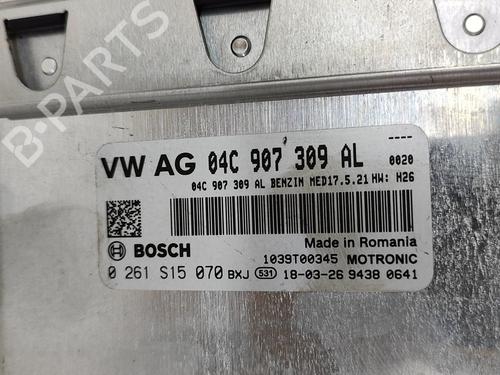 B-PARTS
----
VW AG 04C 907 309 AL 0020
04C 907 309 AL BENZIN MED17.5.21 HW: H26
BOSCH
Made in Romania
1039T00345 MOTRONIC
0 261 S15 070 BXJ 531 18-03-26 9438 0641